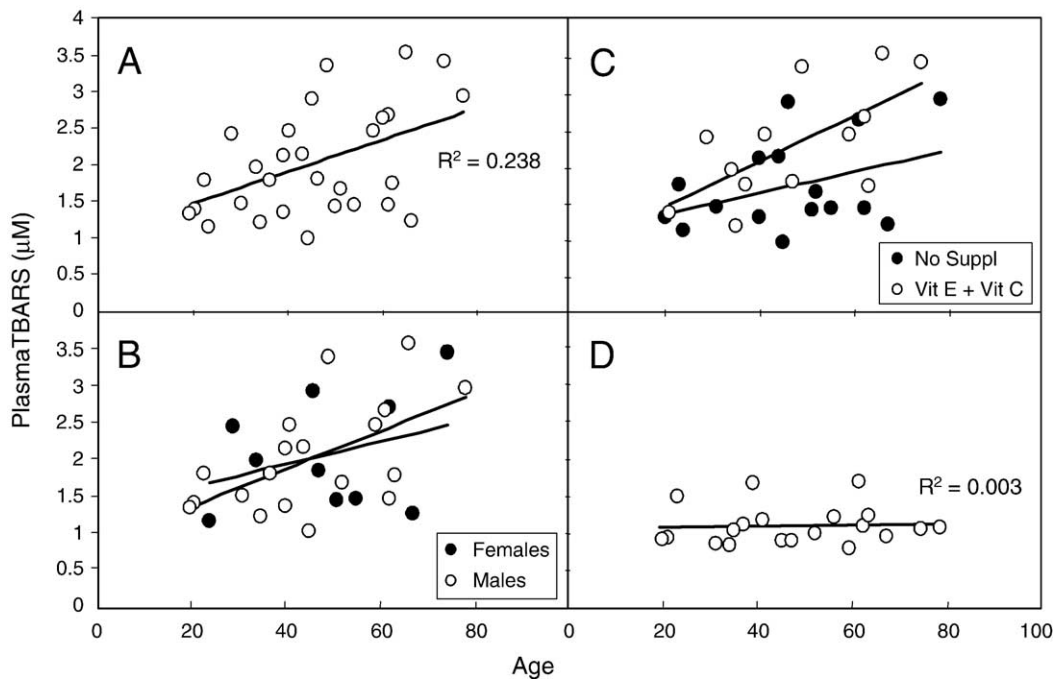 A
R² = 0.238
C
No Suppl
Vit E + Vit C
B
Females
Males
D
R² = 0.003
PlasmaTBARS (µM)
4
3.5
3
2.5
2
1.5
1
0.5
0
3.5
3
2.5
2
1.5
1
0.5
0
0 20 40 60 80 0 20 40 60 80 100
Age